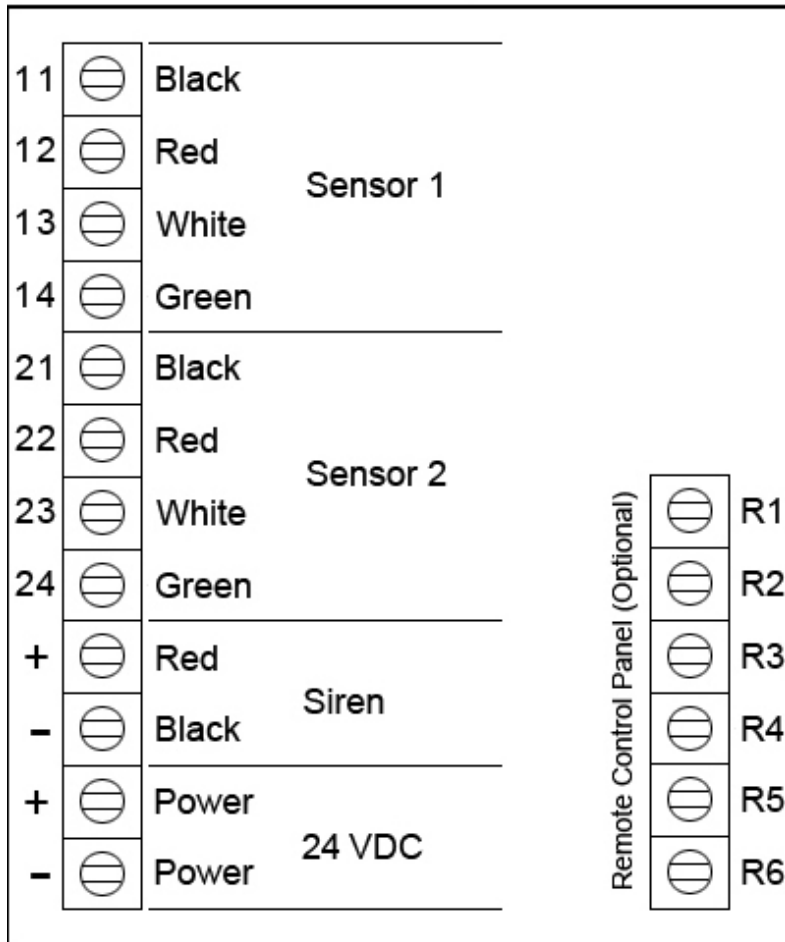 11 Black
12 Red
Sensor 1
13 White
14 Green
21 Black
22 Red
Sensor 2
23 White
24 Green
+ Red
Siren
- Black
+ Power
24 VDC
- Power
Remote Control Panel (Optional)
R1
R2
R3
R4
R5
R6